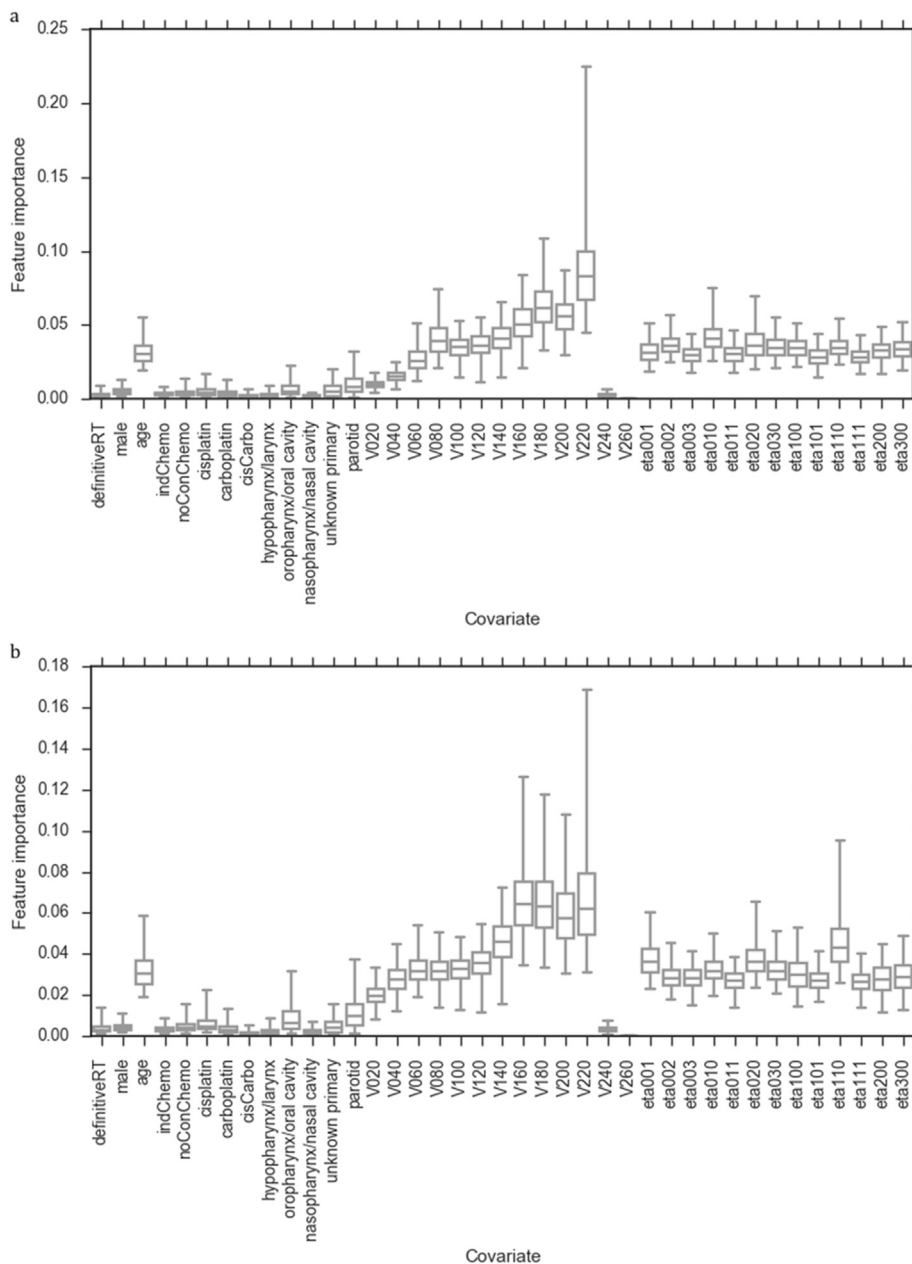 a
0.25
0.20
0.15
0.10
0.05
0.00
Feature importance
definitiveRT
male
age
indChemo
noConChemo
cisplatin
carboplatin
cisCarbo
hypopharynx/larynx
oropharynx/oral cavity
nasopharynx/nasal cavity
unknown primary
parotid
V020
V040
V060
V080
V100
V120
V140
V160
V180
V200
V220
V240
V260
eta001
eta002
eta003
eta010
eta011
eta020
eta030
eta100
eta101
eta110
eta111
eta200
eta300
Covariate
b
0.18
0.16
0.14
0.12
0.10
0.08
0.06
0.04
0.02
0.00
Feature importance
definitiveRT
male
age
indChemo
noConChemo
cisplatin
carboplatin
cisCarbo
hypopharynx/larynx
oropharynx/oral cavity
nasopharynx/nasal cavity
unknown primary
parotid
V020
V040
V060
V080
V100
V120
V140
V160
V180
V200
V220
V240
V260
eta001
eta002
eta003
eta010
eta011
eta020
eta030
eta100
eta101
eta110
eta111
eta200
eta300
Covariate